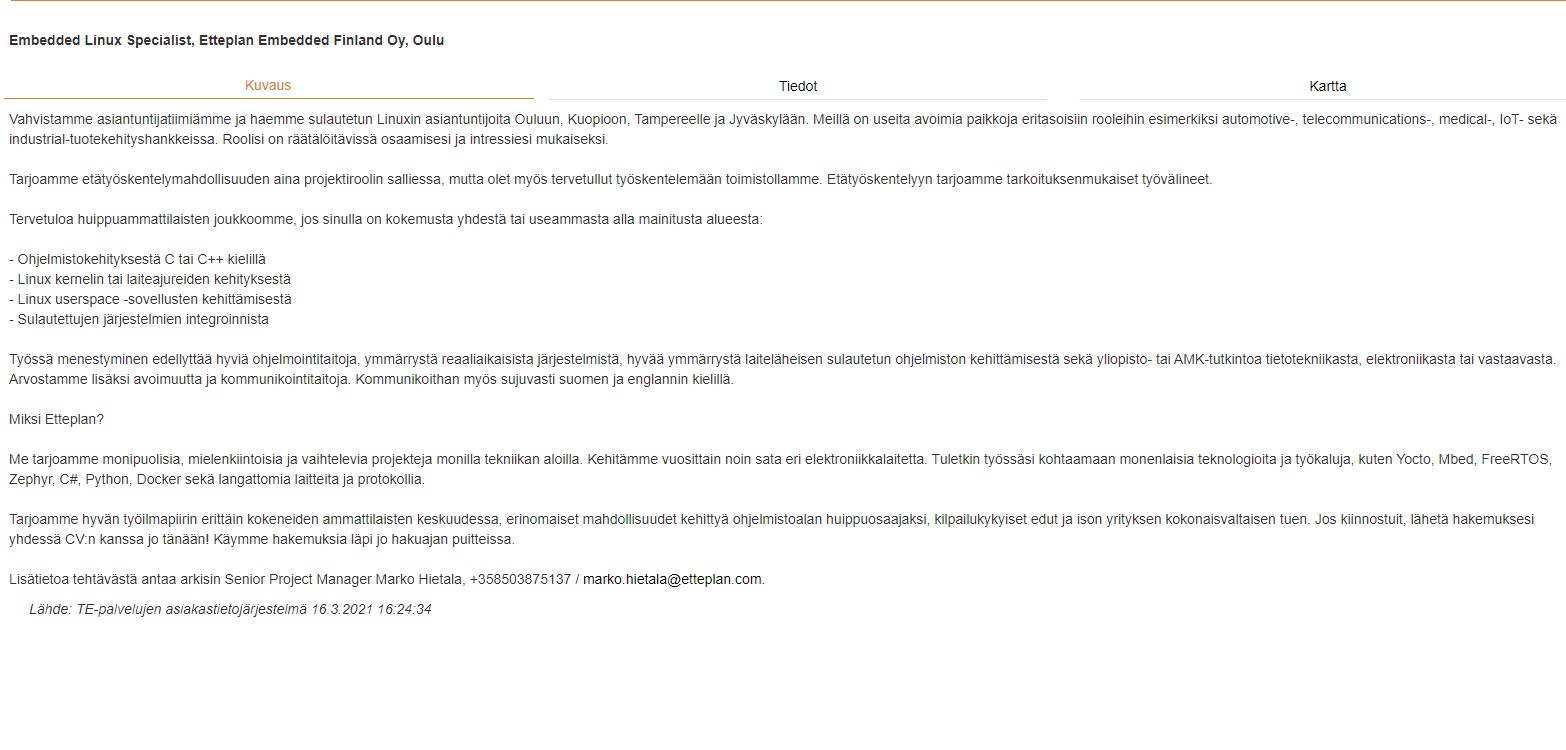 Embedded Linux Specialist, Etteplan Embedded Finland Oy, Oulu
Kuvaus Tiedot Kartta
Vahvistamme asiantuntijatiimiämme ja haemme sulautetun Linuxin asiantuntijoita Ouluun, Kuopioon, Tampereelle ja Jyväskylään. Meillä on useita avoimia paikkoja eritasoisiin rooleihin esimerkiksi automotive-, telecommunications-, medical-, IoT- sekä
industrial-tuotekehityshankkeissa. Roolisi on räätälöitävissä osaamisesi ja intressiesi mukaiseksi.
Tarjoamme etätyöskentelymahdollisuuden aina projektiroolin salliessa, mutta olet myös tervetullut työskentelemään toimistollamme. Etätyöskentelyyn tarjoamme tarkoituksenmukaiset työvälineet.
Tervetuloa huippuammattilaisten joukkoomme, jos sinulla on kokemusta yhdestä tai useammasta alla mainitusta alueesta:
- Ohjelmistokehityksestä C tai C++ kielillä
- Linux kernelin tai laiteajureiden kehityksestä
- Linux userspace -sovellusten kehittämisestä
- Sulautettujen järjestelmien integroinnista
Työssä menestyminen edellyttää hyviä ohjelmointitaitoja, ymmärrystä reaaliaikaisista järjestelmistä, hyvää ymmärrystä laiteläheisen sulautetun ohjelmiston kehittämisestä sekä yliopisto- tai AMK-tutkintoa tietotekniikasta, elektroniikasta tai vastaavasta.
Arvostamme lisäksi avoimuutta ja kommunikointitaitoja. Kommunikoithan myös sujuvasti suomen ja englannin kielillä.
Miksi Etteplan?
Me tarjoamme monipuolisia, mielenkiintoisia ja vaihtelevia projekteja monilla tekniikan aloilla. Kehitämme vuosittain noin sata eri elektroniikkalaitetta. Tuletkin työssäsi kohtaamaan monenlaisia teknologioita ja työkaluja, kuten Yocto, Mbed, FreeRTOS,
Zephyr, C#, Python, Docker sekä langattomia laitteita ja protokollia.
Tarjoamme hyvän työilmapiirin erittäin kokeneiden ammattilaisten keskuudessa, erinomaiset mahdollisuudet kehittyä ohjelmistoalan huippuosaajaksi, kilpailukykyiset edut ja ison yrityksen kokonaisvaltaisen tuen. Jos kiinnostuit, lähetä hakemuksesi
yhdessä CV:n kanssa jo tänään! Käymme hakemuksia läpi jo hakuajan puitteissa.
Lisätietoa tehtävästä antaa arkisin Senior Project Manager Marko Hietala, +358503875137 / marko.hietala@etteplan.com.
Lähde: TE-palvelujen asiakastietojärjestelmä 16.3.2021 16:24:34